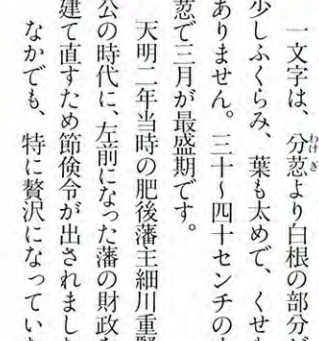 一文字は、分葱より白根の部分が
少しふくらみ、葉も太めで、くせ
ありません。三十〜四十センチの
葱で三月が最盛期です。
天明二年当時の肥後藩主細川重賢
公の時代に、左前になった藩の財政
建て直すため節倹令が出されまし
なかでも、特に贅沢になってい